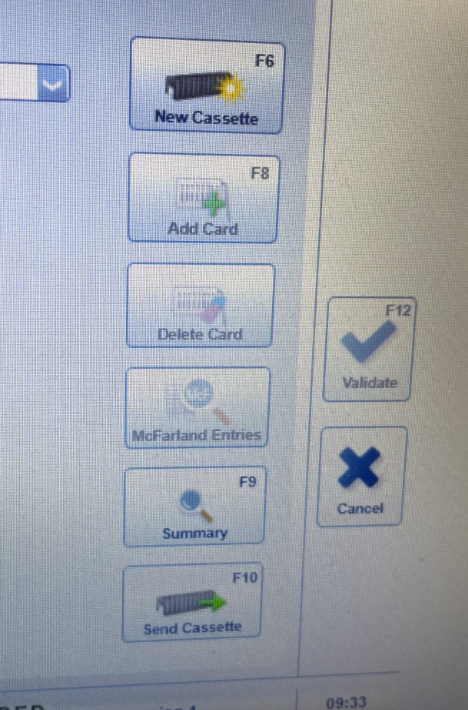 F6
New Cassette
F8
Add Card
Delete Card
F12
Validate
McFarland Entries
F9
Summary
Cancel
F10
Send Cassette
09:33